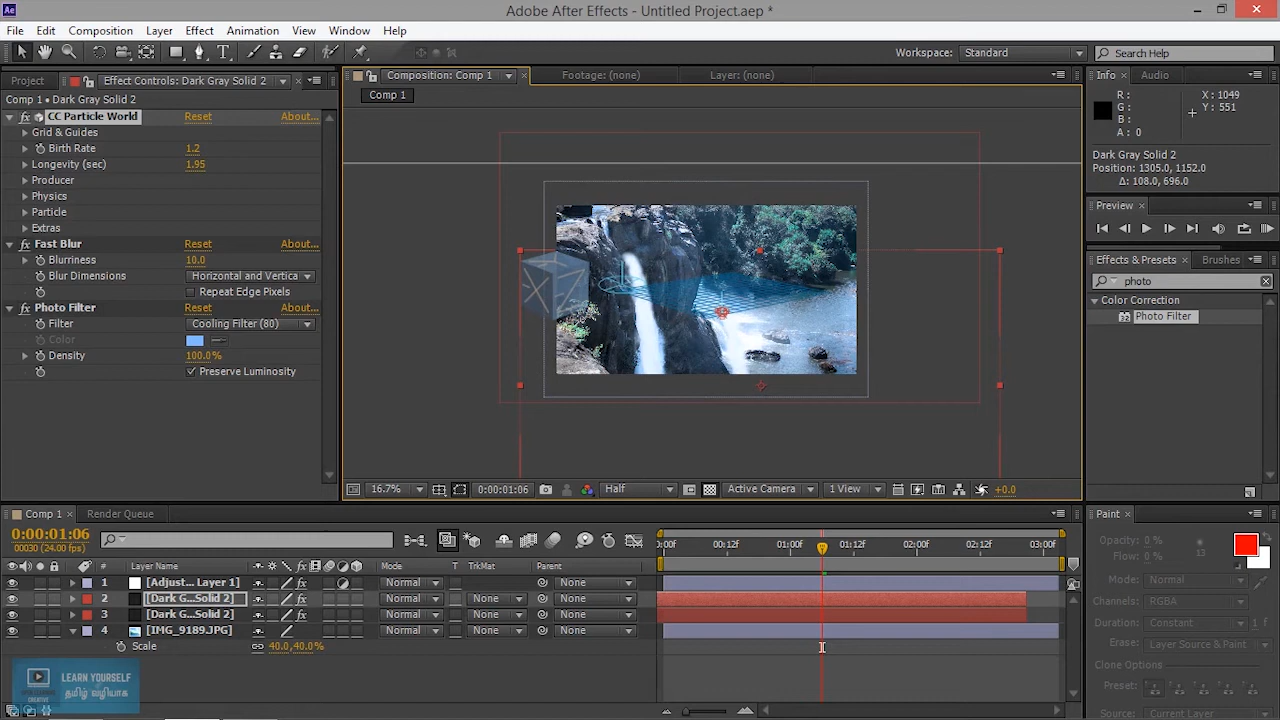 Ae Adobe After Effects - Untitled Project.aep *
File Edit Composition Layer Effect Animation View Window Help
Workspace: Standard Search Help
Project Effect Controls: Dark Gray Solid 2
Comp 1 • Dark Gray Solid 2
fx CC Particle World Reset About...
Grid & Guides
Birth Rate 1.2
Longevity (sec) 1.95
Producer
Physics
Particle
Extras
fx Fast Blur Reset About...
Blurriness 10.0
Blur Dimensions Horizontal and Vertica
Repeat Edge Pixels
fx Photo Filter Reset About...
Filter Cooling Filter (80)
Color
Density 100.0%
Preserve Luminosity
Composition: Comp 1 Footage: (none) Layer: (none)
Comp 1
16.7% 0:00:01:06 Half Active Camera 1 View +0.0
Info Audio
R: X: 1049
G: Y: 551
B:
A: 0
Dark Gray Solid 2
Position: 1305.0, 1152.0
Δ: 108.0, 696.0
Preview
Effects & Presets Brushes
photo
Color Correction
Photo Filter
Comp 1 Render Queue
0:00:01:06
00030 (24.00 fps)
# Layer Name Mode T TrkMat Parent
1 [Adjust... Layer 1] Normal None
2 [Dark G...Solid 2] Normal None None
3 [Dark G...Solid 2] Normal None None
4 [IMG_9189.JPG] Normal None None
Scale 40.0,40.0%
:00f 00:12f 01:00f 01:12f 02:00f 02:12f 03:00f
Paint
Opacity: 0 %
Flow: 0 %
13
Mode: Normal
Channels: RGBA
Duration: Constant 1 f
Erase: Layer Source & Paint
Clone Options
Preset:
Source: Current Layer
LEARN YOURSELF
தமிழ் வழியாக
CREATIVE